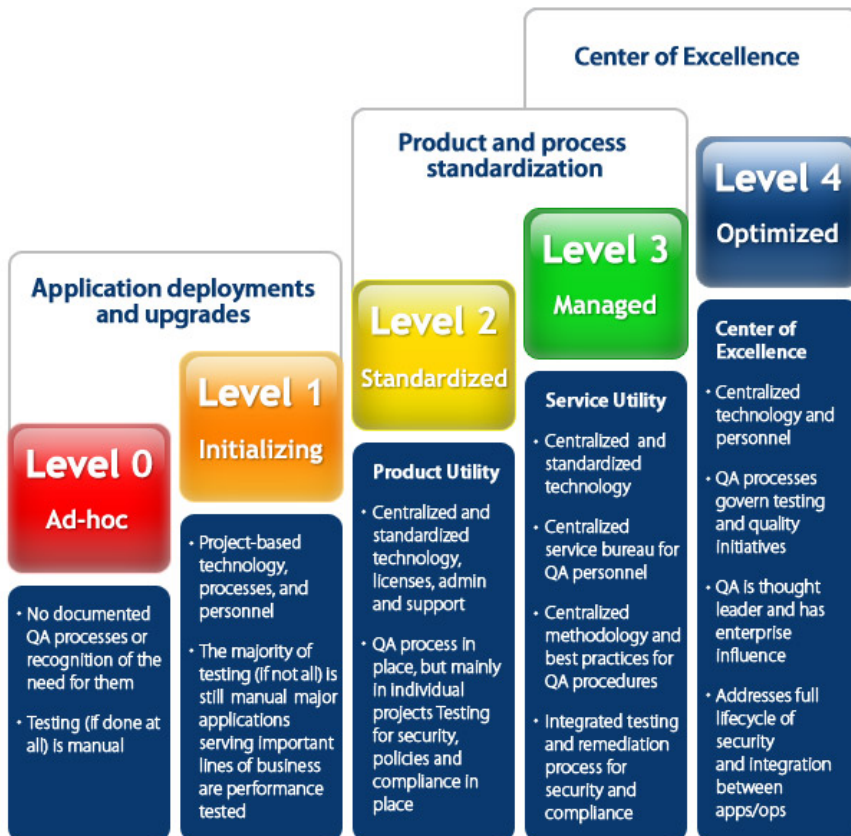 Center of Excellence
Product and process
standardization
Application deployments
and upgrades
Level 0
Ad-hoc
• No documented
QA processes or
recognition of the
need for them
• Testing (if done at
all) is manual
Level 1
Initializing
• Project-based
technology,
processes, and
personnel
• The majority of
testing (if not all) is
still manual major
applications
serving important
lines of business
are performance
tested
Level 2
Standardized
Product Utility
• Centralized and
standardized
technology,
licenses, admin
and support
• QA process in
place, but mainly
in individual
projects Testing
for security,
policies and
compliance in
place
Level 3
Managed
Service Utility
• Centralized and
standardized
technology
• Centralized
service bureau for
QA personnel
• Centralized
methodology and
best practices for
QA procedures
• Integrated testing
and remediation
process for
security and
compliance
Level 4
Optimized
Center of
Excellence
• Centralized
technology and
personnel
• QA processes
govern testing
and quality
initiatives
• QA is thought
leader and has
enterprise
influence
• Addresses full
lifecycle of
security
and integration
between
apps/ops